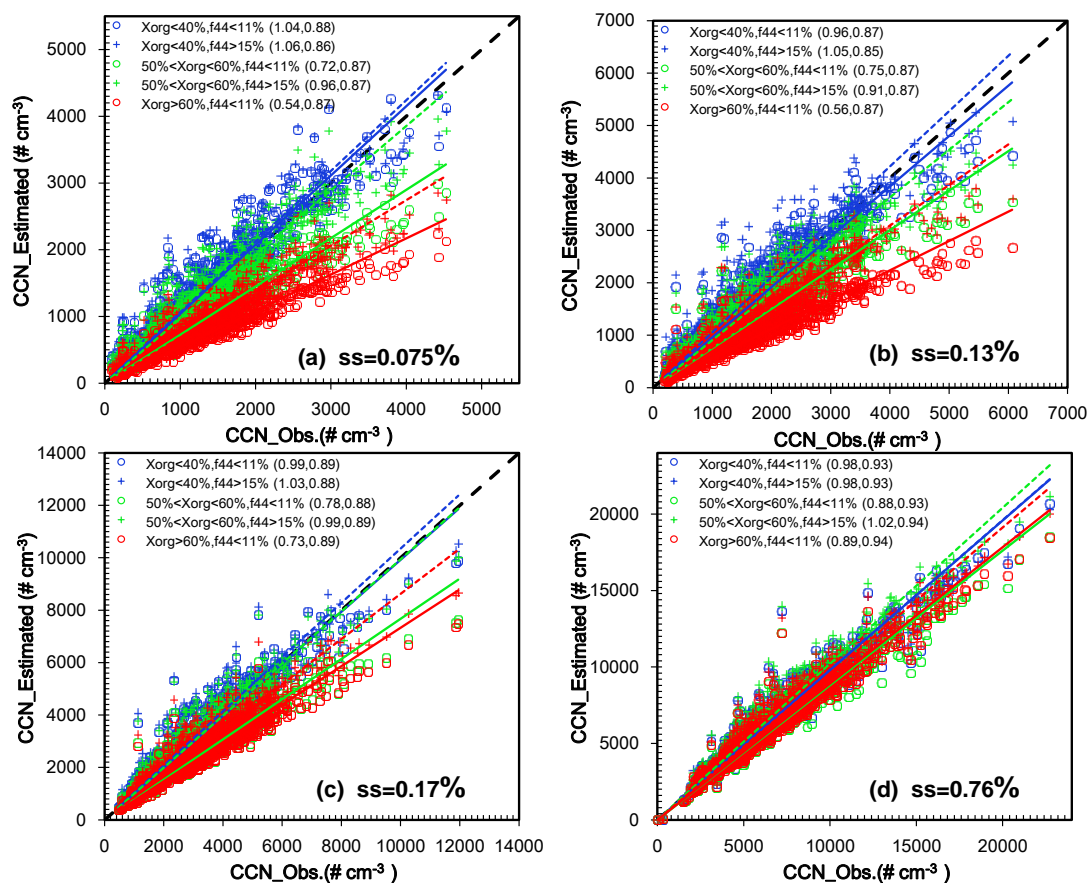 Xorg<40%,f44<11% (1.04,0.88)
Xorg<40%,f44>15% (1.06,0.86)
50%<Xorg<60%,f44<11% (0.72,0.87)
50%<Xorg<60%,f44>15% (0.96,0.87)
Xorg>60%,f44<11% (0.54,0.87)
5000
4000
3000
2000
1000
0
CCN_Estimated (# cm-3)
(a) ss=0.075%
0 1000 2000 3000 4000 5000
CCN_Obs.(# cm-3 )
Xorg<40%,f44<11% (0.96,0.87)
Xorg<40%,f44>15% (1.05,0.85)
50%<Xorg<60%,f44<11% (0.75,0.87)
50%<Xorg<60%,f44>15% (0.91,0.87)
Xorg>60%,f44<11% (0.56,0.87)
7000
6000
5000
4000
3000
2000
1000
0
CCN_Estimated (# cm-3)
(b) ss=0.13%
0 1000 2000 3000 4000 5000 6000 7000
CCN_Obs.(# cm-3 )
Xorg<40%,f44<11% (0.99,0.89)
Xorg<40%,f44>15% (1.03,0.88)
50%<Xorg<60%,f44<11% (0.78,0.88)
50%<Xorg<60%,f44>15% (0.99,0.89)
Xorg>60%,f44<11% (0.73,0.89)
14000
12000
10000
8000
6000
4000
2000
0
CCN_Estimated (# cm-3)
(c) ss=0.17%
0 2000 4000 6000 8000 10000 12000 14000
CCN_Obs.(# cm-3 )
Xorg<40%,f44<11% (0.98,0.93)
Xorg<40%,f44>15% (0.98,0.93)
50%<Xorg<60%,f44<11% (0.88,0.93)
50%<Xorg<60%,f44>15% (1.02,0.94)
Xorg>60%,f44<11% (0.89,0.94)
20000
15000
10000
5000
0
CCN_Estimated (# cm-3)
(d) ss=0.76%
0 5000 10000 15000 20000
CCN_Obs.(# cm-3 )